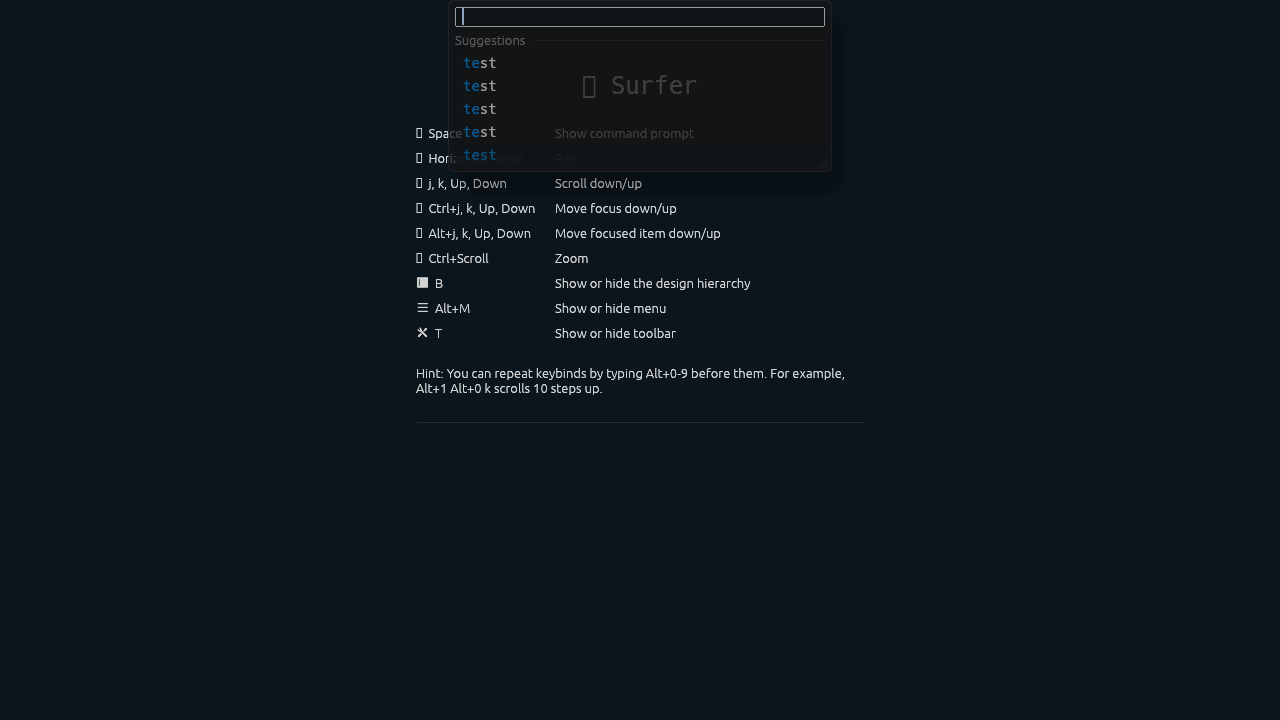 Suggestions
test
test
Surfer
test
test
test
Space Show command prompt
Horizontal Scroll Pan
j, k, Up, Down Scroll down/up
Ctrl+j, k, Up, Down Move focus down/up
Alt+j, k, Up, Down Move focused item down/up
Ctrl+Scroll Zoom
B Show or hide the design hierarchy
Alt+M Show or hide menu
T Show or hide toolbar
Hint: You can repeat keybinds by typing Alt+0-9 before them. For example,
Alt+1 Alt+0 k scrolls 10 steps up.